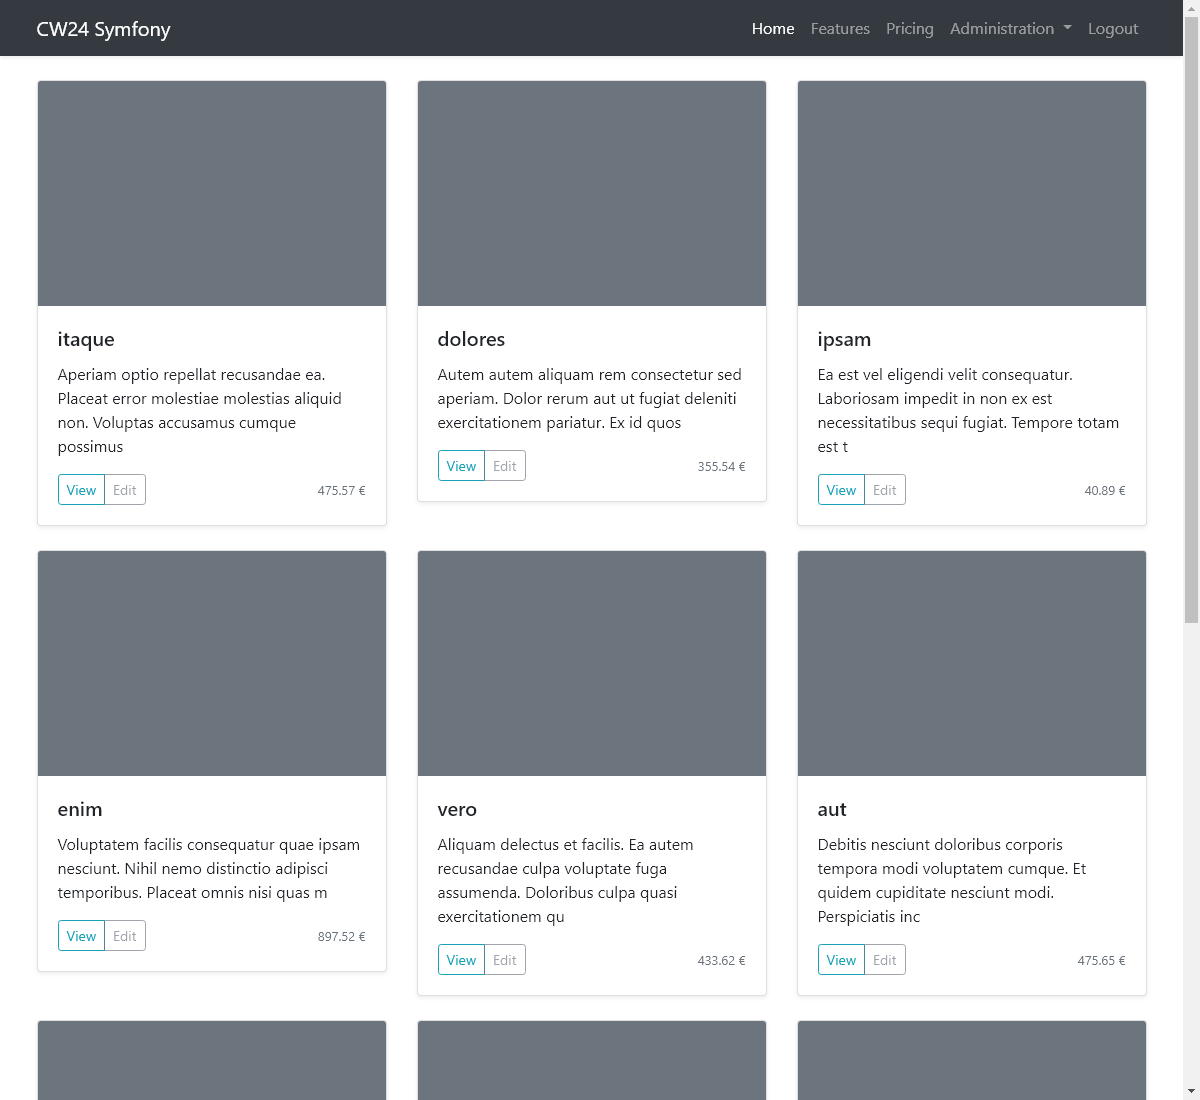 CW24 Symfony
Home Features Pricing Administration Logout
itaque
Aperiam optio repellat recusandae ea.
Placeat error molestiae molestias aliquid
non. Voluptas accusamus cumque
possimus
View Edit 475.57 €
dolores
Autem autem aliquam rem consectetur sed
aperiam. Dolor rerum aut ut fugiat deleniti
exercitationem pariatur. Ex id quos
View Edit 355.54 €
ipsam
Ea est vel eligendi velit consequatur.
Laboriosam impedit in non ex est
necessitatibus sequi fugiat. Tempore totam
est t
View Edit 40.89 €
enim
Voluptatem facilis consequatur quae ipsam
nesciunt. Nihil nemo distinctio adipisci
temporibus. Placeat omnis nisi quas m
View Edit 897.52 €
vero
Aliquam delectus et facilis. Ea autem
recusandae culpa voluptate fuga
assumenda. Doloribus culpa quasi
exercitationem qu
View Edit 433.62 €
aut
Debitis nesciunt doloribus corporis
tempora modi voluptatem cumque. Et
quidem cupiditate nesciunt modi.
Perspiciatis inc
View Edit 475.65 €